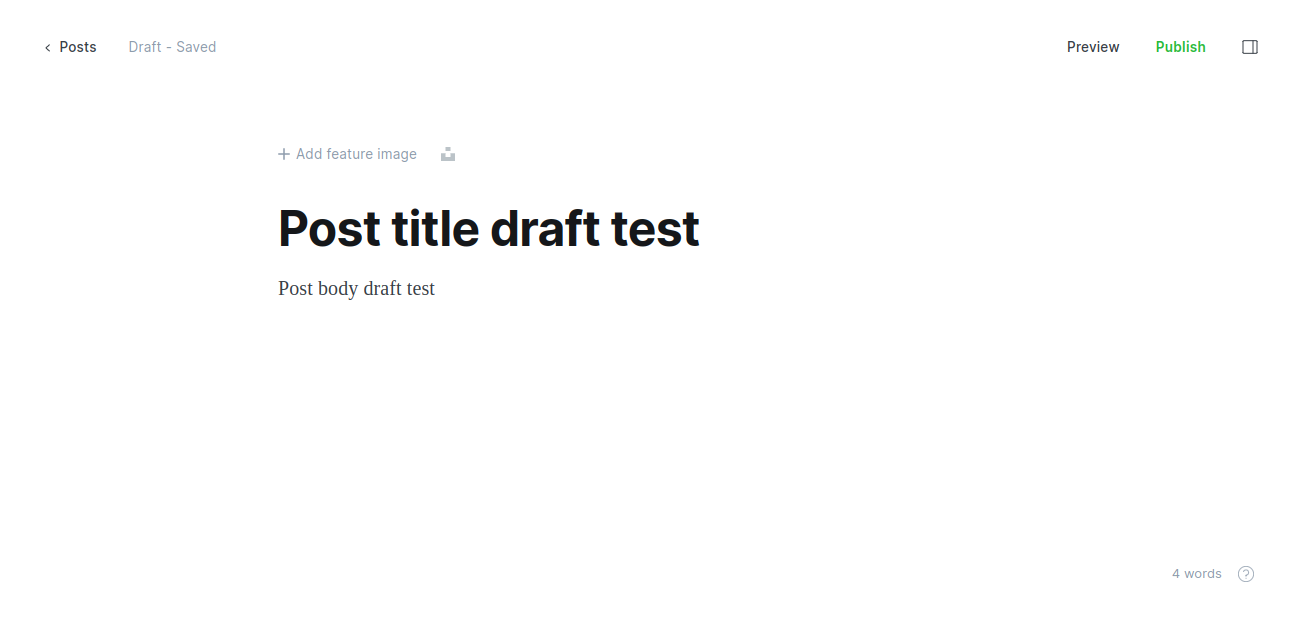 Posts Draft - Saved Preview Publish
Add feature image
Post title draft test
Post body draft test
4 words ?